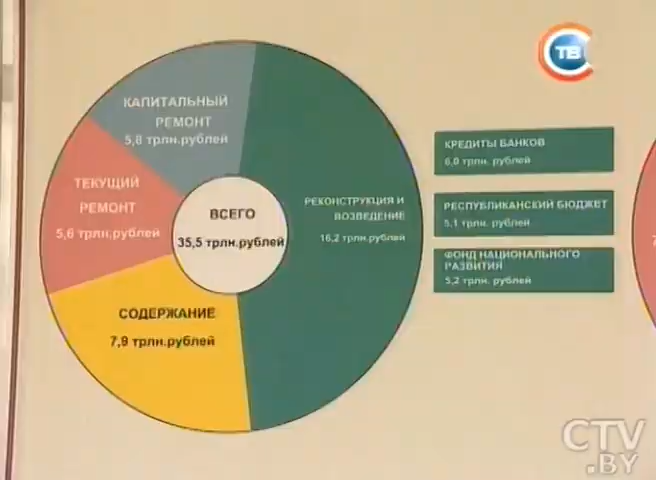 СТВ
КАПИТАЛЬНЫЙ
РЕМОНТ
5,8 трлн.рублей
ТЕКУЩИЙ
РЕМОНТ
5,6 трлн.рублей
ВСЕГО
35,5 трлн.рублей
РЕКОНСТРУКЦИЯ И
ВОЗВЕДЕНИЕ
16,2 трлн.рублей
СОДЕРЖАНИЕ
7,9 трлн.рублей
КРЕДИТЫ БАНКОВ
6,0 трлн. рублей
РЕСПУБЛИКАНСКИЙ БЮДЖЕТ
5,1 трлн. рублей
ФОНД НАЦИОНАЛЬНОГО
РАЗВИТИЯ
5,2 трлн. рублей
7
CTV
.BY